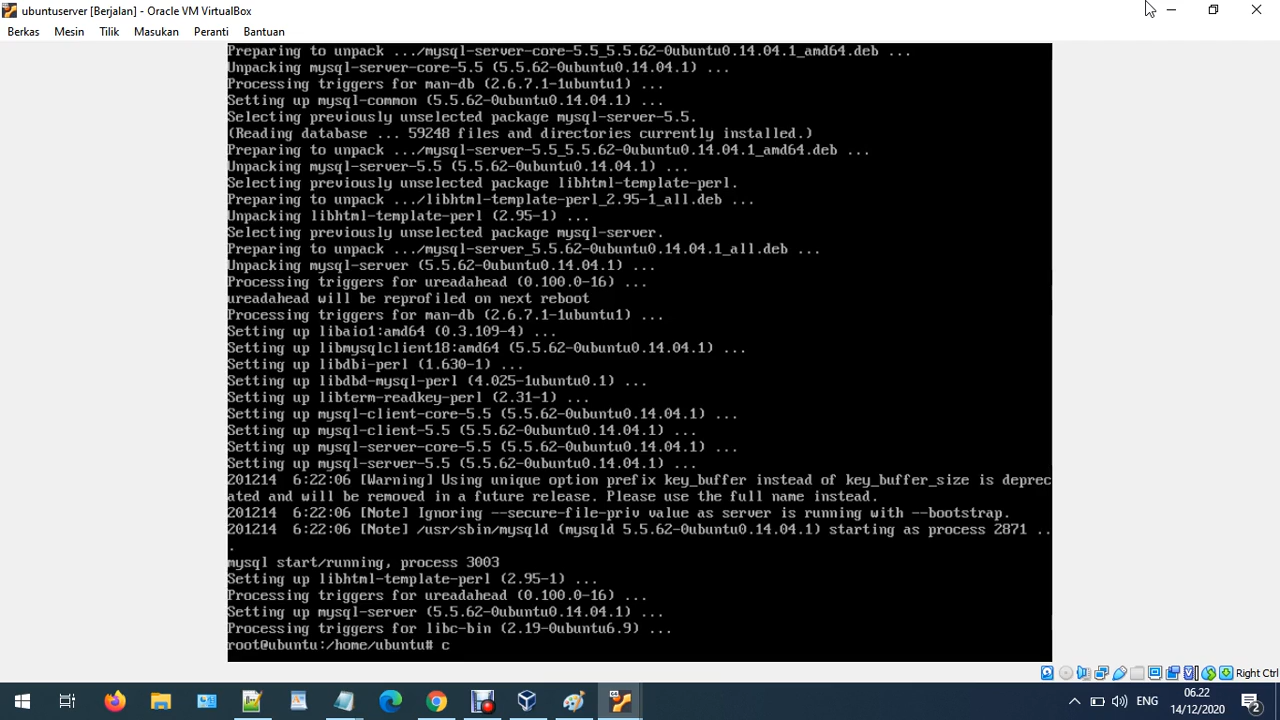 ubuntuserver [Berjalan] - Oracle VM VirtualBox
Berkas Mesin Tilik Masukan Peranti Bantuan
Preparing to unpack .../mysql-server-core-5.5_5.5.62-0ubuntu0.14.04.1_amd64.deb ...
Unpacking mysql-server-core-5.5 (5.5.62-0ubuntu0.14.04.1) ...
Processing triggers for man-db (2.6.7.1-1ubuntu1) ...
Setting up mysql-common (5.5.62-0ubuntu0.14.04.1) ...
Selecting previously unselected package mysql-server-5.5.
(Reading database ... 59248 files and directories currently installed.)
Preparing to unpack .../mysql-server-5.5_5.5.62-0ubuntu0.14.04.1_amd64.deb ...
Unpacking mysql-server-5.5 (5.5.62-0ubuntu0.14.04.1) ...
Selecting previously unselected package libhtml-template-perl.
Preparing to unpack .../libhtml-template-perl_2.95-1_all.deb ...
Unpacking libhtml-template-perl (2.95-1) ...
Selecting previously unselected package mysql-server.
Preparing to unpack .../mysql-server_5.5.62-0ubuntu0.14.04.1_all.deb ...
Unpacking mysql-server (5.5.62-0ubuntu0.14.04.1) ...
Processing triggers for ureadahead (0.100.0-16) ...
ureadahead will be reprofiled on next reboot
Processing triggers for man-db (2.6.7.1-1ubuntu1) ...
Setting up libaio1:amd64 (0.3.109-4) ...
Setting up libmysqlclient18:amd64 (5.5.62-0ubuntu0.14.04.1) ...
Setting up libdbi-perl (1.630-1) ...
Setting up libdbd-mysql-perl (4.025-1ubuntu0.1) ...
Setting up libterm-readkey-perl (2.31-1) ...
Setting up mysql-client-core-5.5 (5.5.62-0ubuntu0.14.04.1) ...
Setting up mysql-client-5.5 (5.5.62-0ubuntu0.14.04.1) ...
Setting up mysql-server-core-5.5 (5.5.62-0ubuntu0.14.04.1) ...
Setting up mysql-server-5.5 (5.5.62-0ubuntu0.14.04.1) ...
201214  6:22:06 [Warning] Using unique option prefix key_buffer instead of key_buffer_size is deprec
ated and will be removed in a future release. Please use the full name instead.
201214  6:22:06 [Note] Ignoring --secure-file-priv value as server is running with --bootstrap.
201214  6:22:06 [Note] /usr/sbin/mysqld (mysqld 5.5.62-0ubuntu0.14.04.1) starting as process 2871 ..
.
mysql start/running, process 3003
Setting up libhtml-template-perl (2.95-1) ...
Processing triggers for ureadahead (0.100.0-16) ...
Setting up mysql-server (5.5.62-0ubuntu0.14.04.1) ...
Processing triggers for libc-bin (2.19-0ubuntu6.9) ...
root@ubuntu:/home/ubuntu# c
Right Ctrl
ENG
06.22
14/12/2020
2